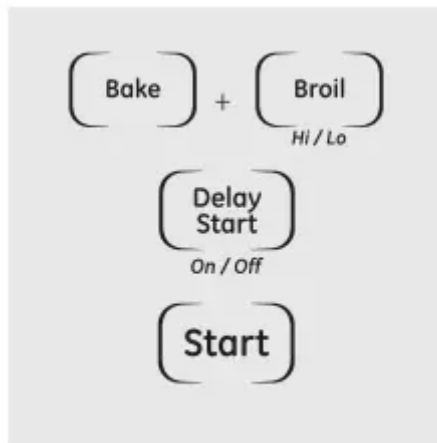 Bake + Broil
Hi / Lo
Delay
Start
On / Off
Start